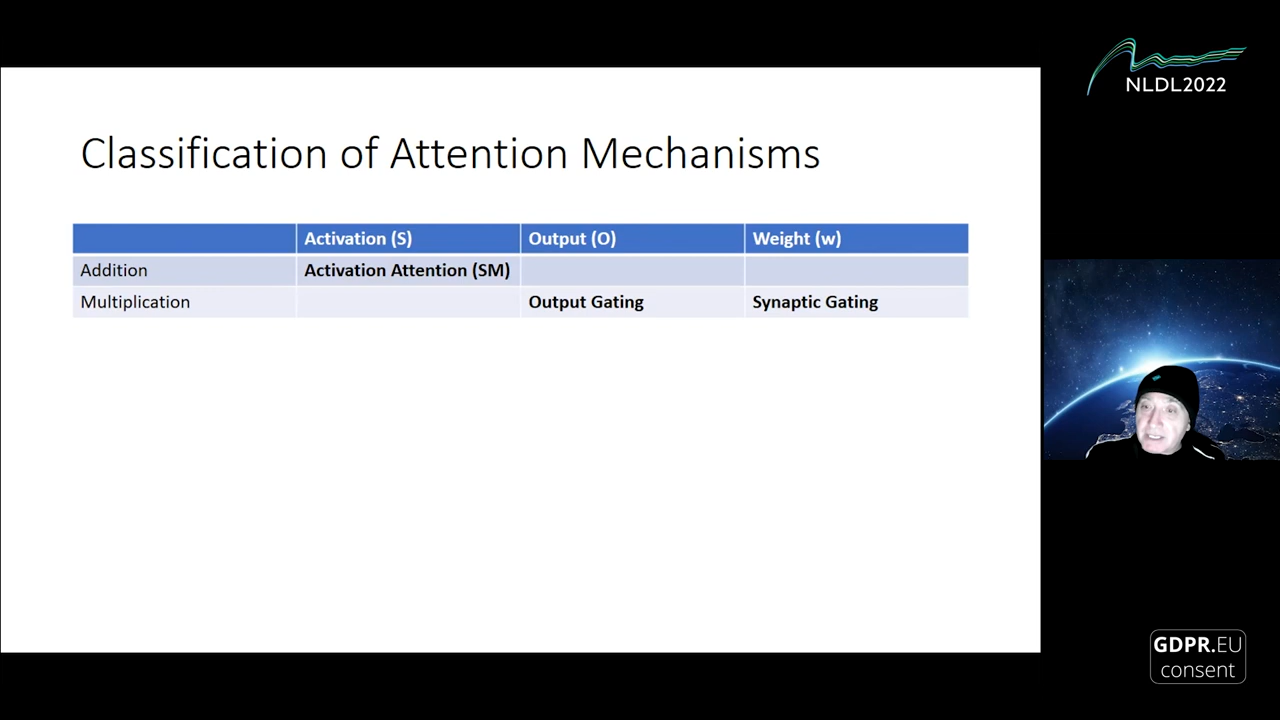 NLDL2022
Classification of Attention Mechanisms
Activation (S) Output (O) Weight (w)
Addition Activation Attention (SM)
Multiplication Output Gating Synaptic Gating
GDPR.EU
consent